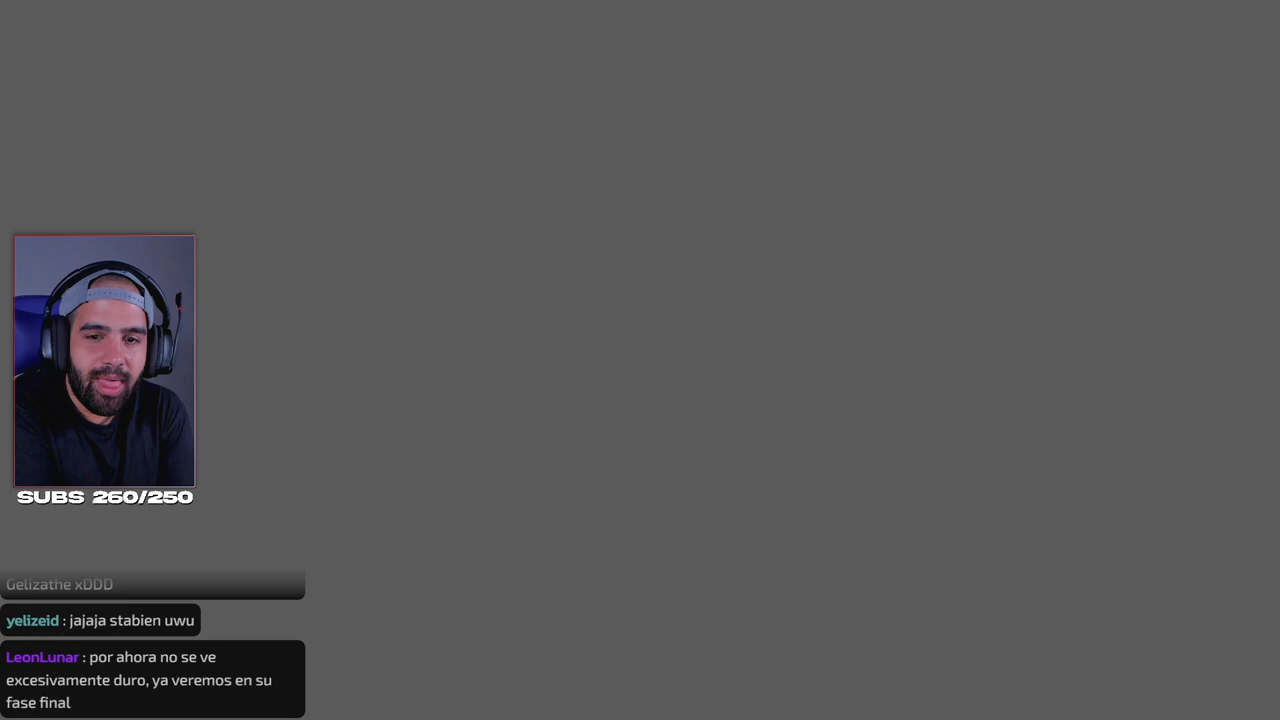 SUBS 260/250
Gelizathe xDDD
yelizeid : jajaja stabien uwu
LeonLunar : por ahora no se ve
excesivamente duro, ya veremos en su
fase final